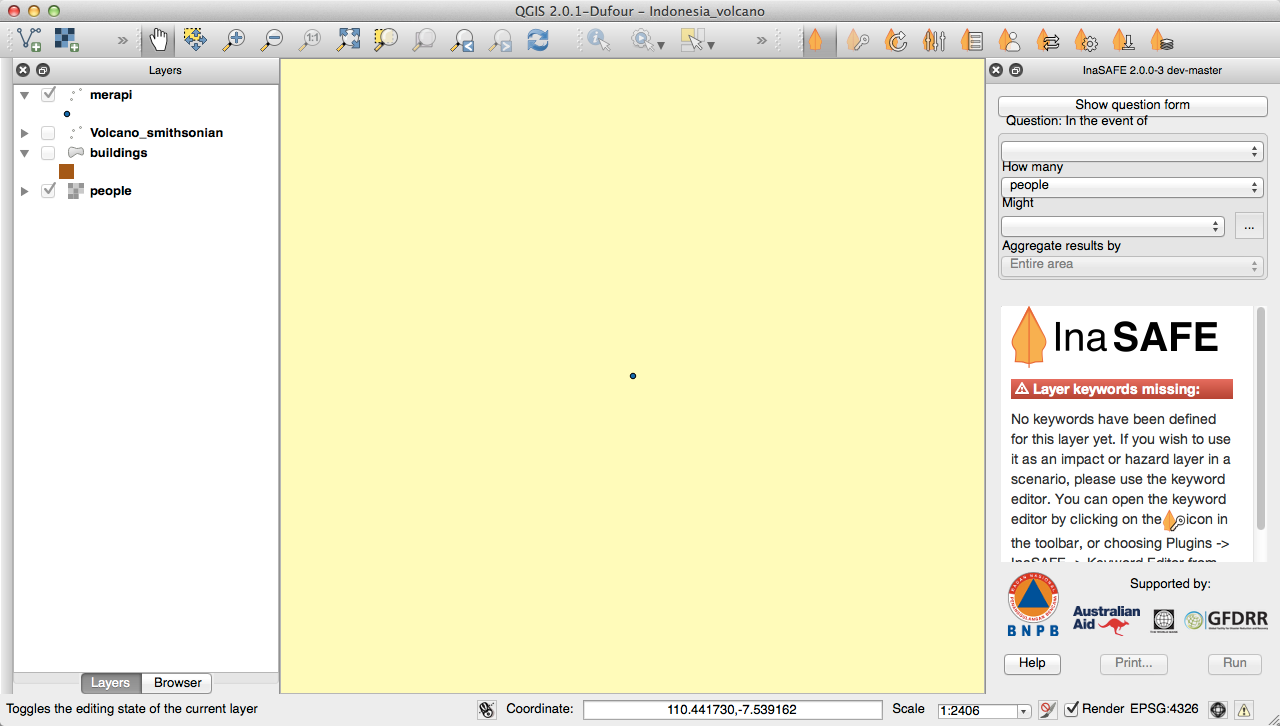 QGIS 2.0.1-Dufour - Indonesia_volcano
Layers
merapi
Volcano_smithsonian
buildings
people
Layers
Browser
InaSAFE 2.0.0-3 dev-master
Show question form
Question: In the event of
How many
people
Might
...
Aggregate results by
Entire area
InaSAFE
Layer keywords missing:
No keywords have been defined
for this layer yet. If you wish to use
it as an impact or hazard layer in a
scenario, please use the keyword
editor. You can open the keyword
editor by clicking on the icon in
the toolbar, or choosing Plugins ->
InaSAFE -> Keyword Editor from
Supported by:
BNPB
Australian
Aid
GFDRR
Help
Print...
Run
Toggles the editing state of the current layer
Coordinate:
110.441730,-7.539162
Scale
1:2406
Render
EPSG:4326